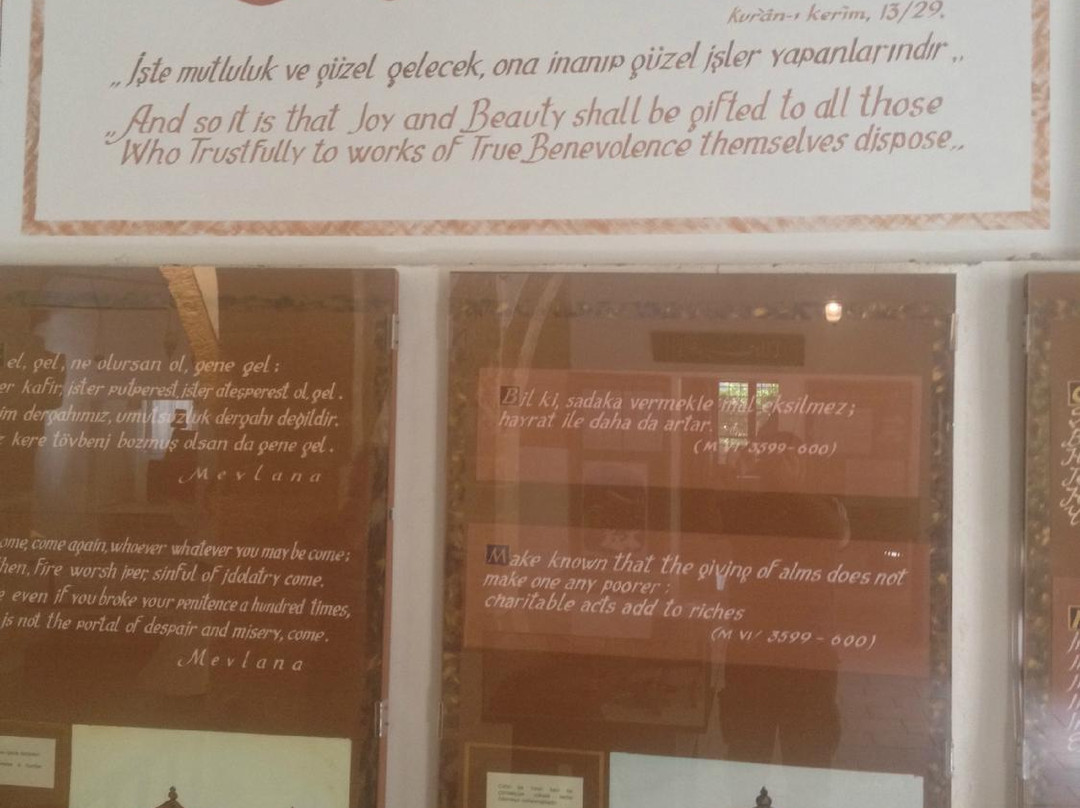 Kur'ân-ı kerim, 13/29.
„İşte mutluluk ve güzel gelecek, ona inanıp güzel işler yapanlarındır„
„And so it is that Joy and Beauty shall be gifted to all those
Who Trustfully to works of True Benevolence themselves dispose„
el, gel, ne olursan ol, gene gel;
er kafir, ister putperest, ister ateşperest ol gel.
im dergahımız, umutsuzluk dergahı değildir.
z kere tövbeni bozmuş olsan da gene gel.
Mevlana
ome, come again, whoever whatever you may be come;
hen, Fire worshiper, sinful of idolatry come,
e even if you broke your penitence a hundred times,
is not the portal of despair and misery, come.
Mevlana
Bil ki, sadaka vermekle mal eksilmez;
hayrat ile daha da artar.
(M VI 3599-600)
Make known that the giving of alms does not
make one any poorer;
charitable acts add to riches
(M VI/ 3599-600)